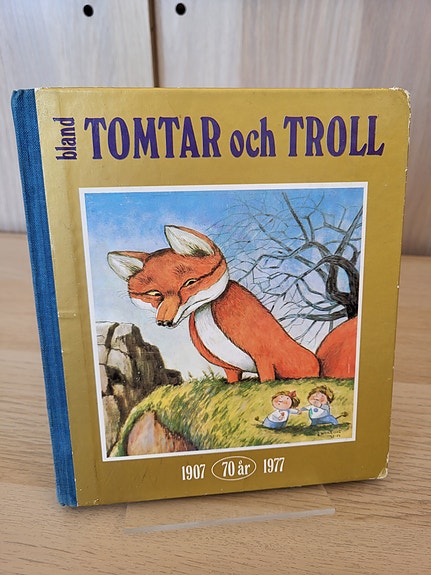 bland TOMTAR och TROLL
1907 70 år 1977